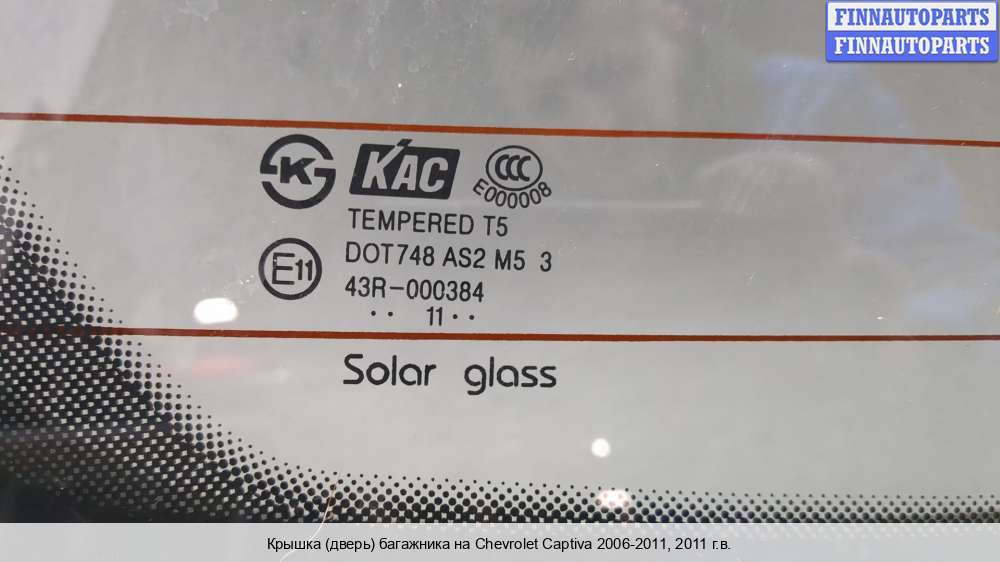 FINNAUTOPARTS
FINNAUTOPARTS
K KAC CCC
E000008
TEMPERED T5
DOT748 AS2 M5 3
E11
43R-000384
·· 11 ··
Solar glass
Крышка (дверь) багажника на Chevrolet Captiva 2006-2011, 2011 г.в.